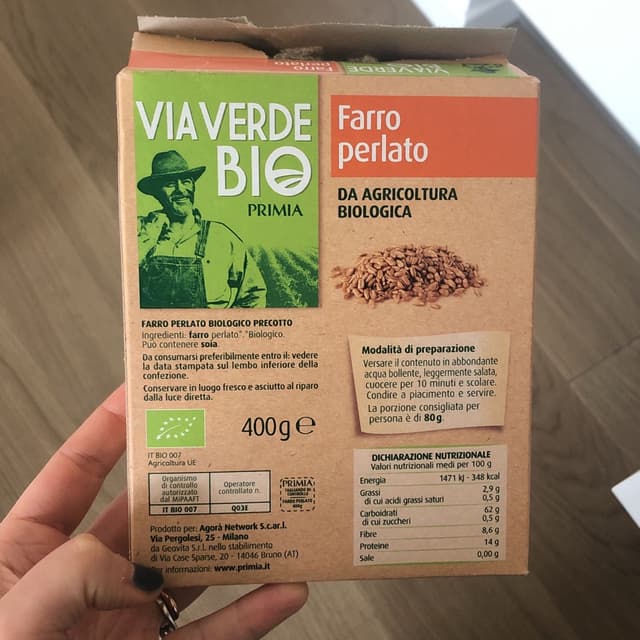 Farro
perlato
VIAVERDE
VIAVERDE
BIO
PRIMIA
Farro
perlato
DA AGRICOLTURA
BIOLOGICA
FARRO PERLATO BIOLOGICO PRECOTTO
Ingredienti: farro perlato*.*Biologico.
Può contenere soia.
Da consumarsi preferibilmente entro il: vedere
la data stampata sul lembo inferiore della
confezione.
Conservare in luogo fresco e asciutto al riparo
dalla luce diretta.
400g e
IT BIO 007
Agricoltura UE
Organismo
di controllo
autorizzato
dal MiPAAFT
IT BIO 007
Operatore
controllato n.
Q03E
PRIMIA
FARRO PERLATO
400g
Prodotto per: Agorà Network S.c.ar.l.
Via Pergolesi, 25 - Milano
da Geovita S.r.l. nello stabilimento
di Via Case Sparse, 20 - 14046 Bruno (AT)
Per informazioni: www.primia.it
Modalità di preparazione
Versare il contenuto in abbondante
acqua bollente, leggermente salata,
cuocere per 10 minuti e scolare.
Condire a piacimento e servire.
La porzione consigliata per
persona è di 80g.
DICHIARAZIONE NUTRIZIONALE
Valori nutrizionali medi per 100 g
Energia 1471 kJ - 348 kcal
Grassi 2,9 g
di cui acidi grassi saturi 0,5 g
Carboidrati 62 g
di cui zuccheri 0,5 g
Fibre 8,6 g
Proteine 14 g
Sale 0,00 g